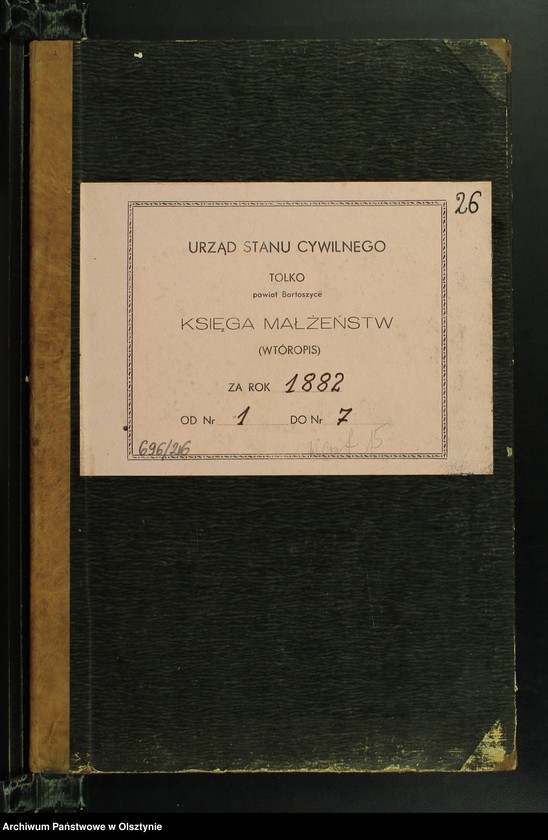 26
URZĄD STANU CYWILNEGO
TOLKO
powiat Bartoszyce
KSIĘGA MAŁŻEŃSTW
(WTÓROPIS)
ZA ROK 1882
OD Nr 1 DO Nr 7
696/26
15
Archiwum Państwowe w Olsztynie